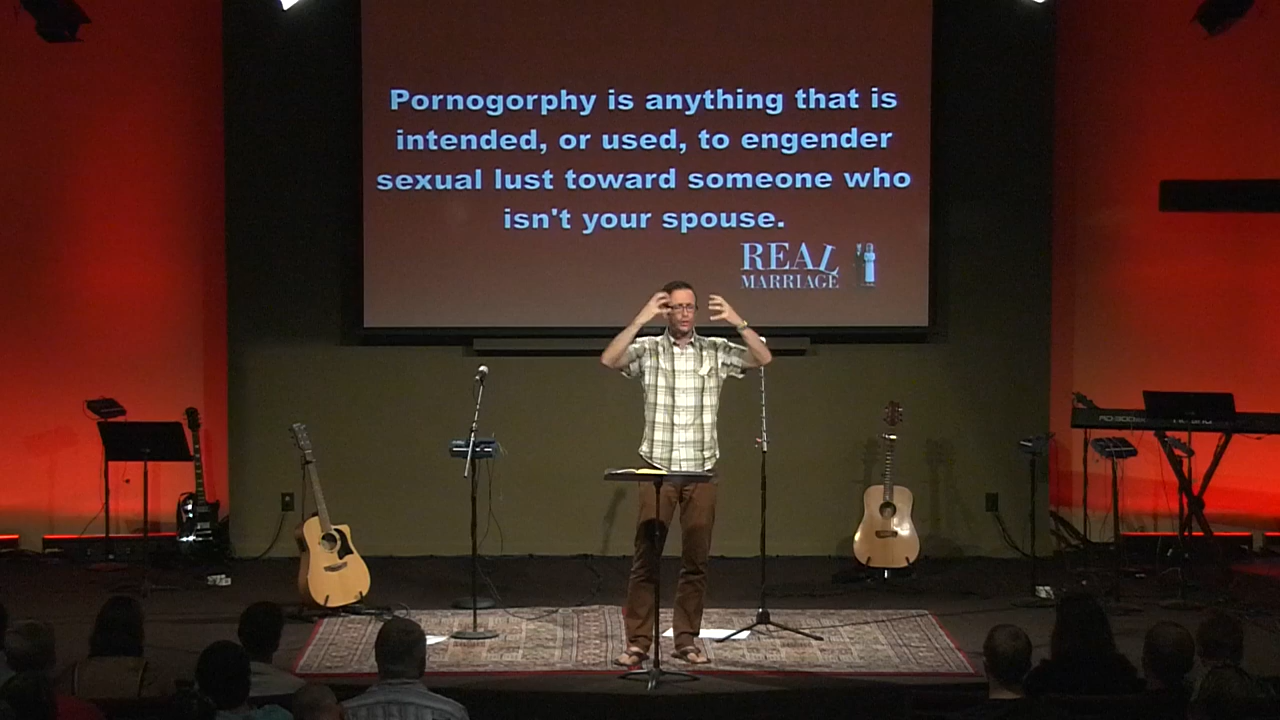 Pornogorphy is anything that is
intended, or used, to engender
sexual lust toward someone who
isn't your spouse.
REAL
MARRIAGE